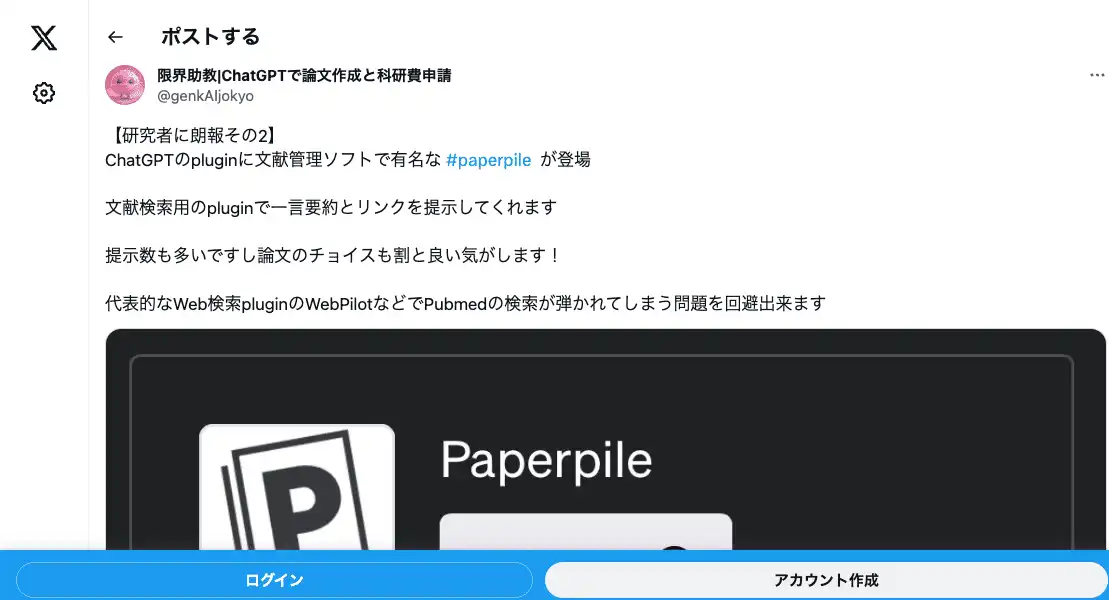 ポストする
限界助教|ChatGPTで論文作成と科研費申請
@genkAIjokyo
【研究者に朗報その2】
ChatGPTのpluginに文献管理ソフトで有名な #paperpile が登場
文献検索用のpluginで一言要約とリンクを提示してくれます
提示数も多いですし論文のチョイスも割と良い気がします！
代表的なWeb検索pluginのWebPilotなどでPubmedの検索が弾かれてしまう問題を回避出来ます
P
Paperpile
ログイン
アカウント作成